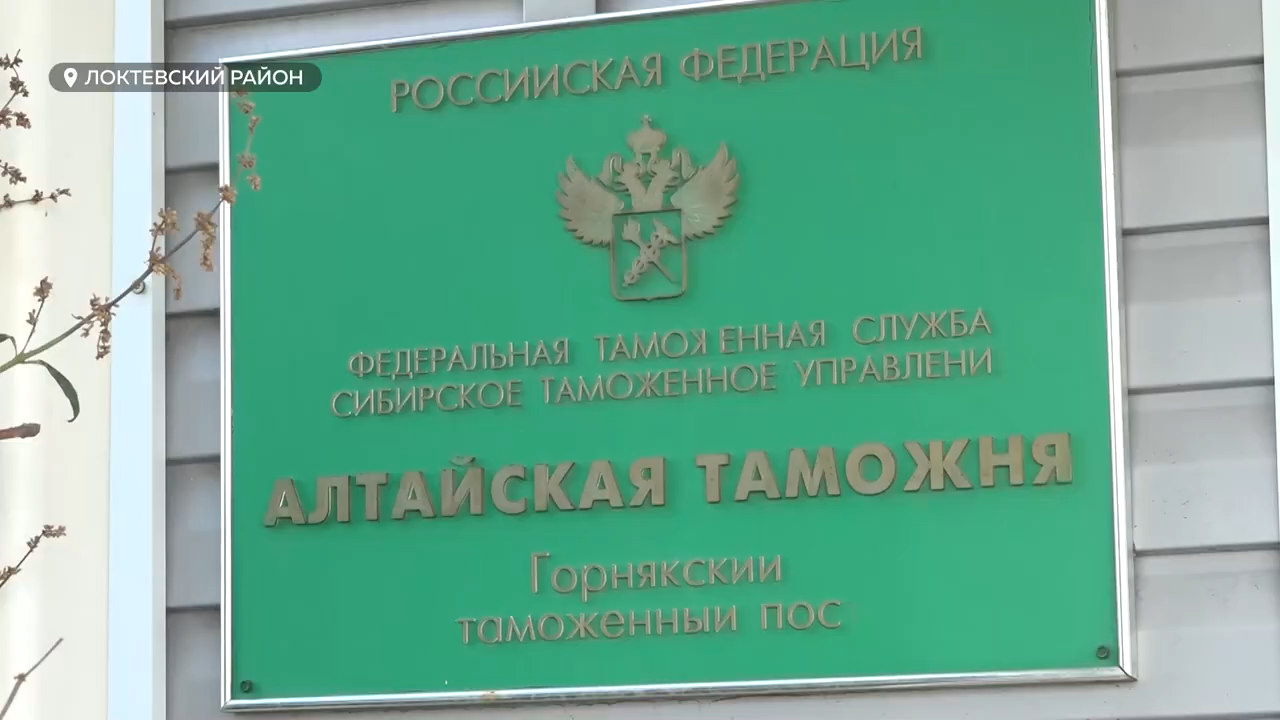 ЛОКТЕВСКИЙ РАЙОН
РОССИИСКАЯ ФЕДЕРАЦИЯ
ФЕДЕРАЛЬНАЯ ТАМОЖЕННАЯ СЛУЖБА
СИБИРСКОЕ ТАМОЖЕННОЕ УПРАВЛЕНИ
АЛТАЙСКАЯ ТАМОЖНЯ
Горнякскии
таможенныи пос